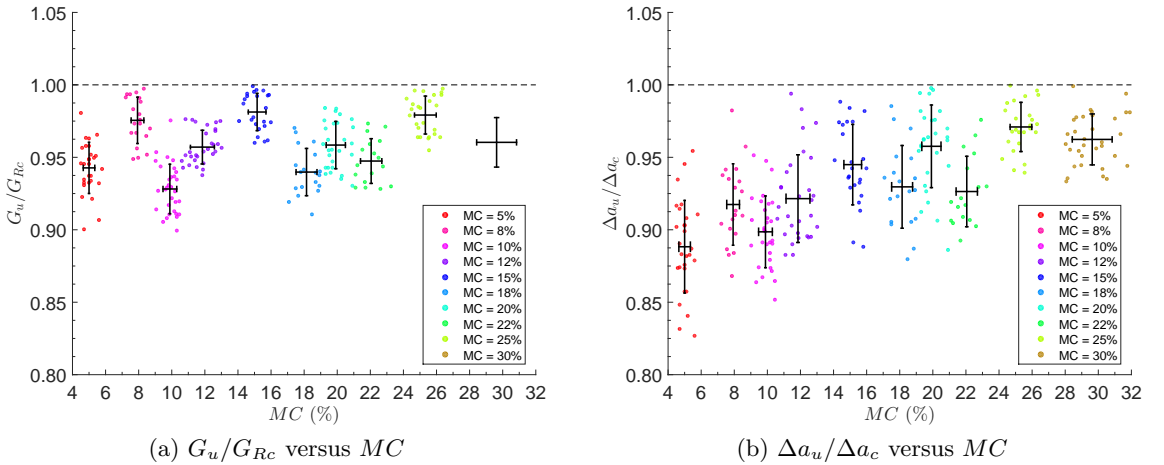 1.05
1.00
0.95
0.90
0.85
0.80
G_u/G_{Rc}
4 6 8 10 12 14 16 18 20 22 24 26 28 30 32
MC (%)
MC = 5%
MC = 8%
MC = 10%
MC = 12%
MC = 15%
MC = 18%
MC = 20%
MC = 22%
MC = 25%
MC = 30%
(a) G_u/G_{Rc} versus MC
1.05
1.00
0.95
0.90
0.85
0.80
Δa_u/Δa_c
4 6 8 10 12 14 16 18 20 22 24 26 28 30 32
MC (%)
MC = 5%
MC = 8%
MC = 10%
MC = 12%
MC = 15%
MC = 18%
MC = 20%
MC = 22%
MC = 25%
MC = 30%
(b) Δa_u/Δa_c versus MC